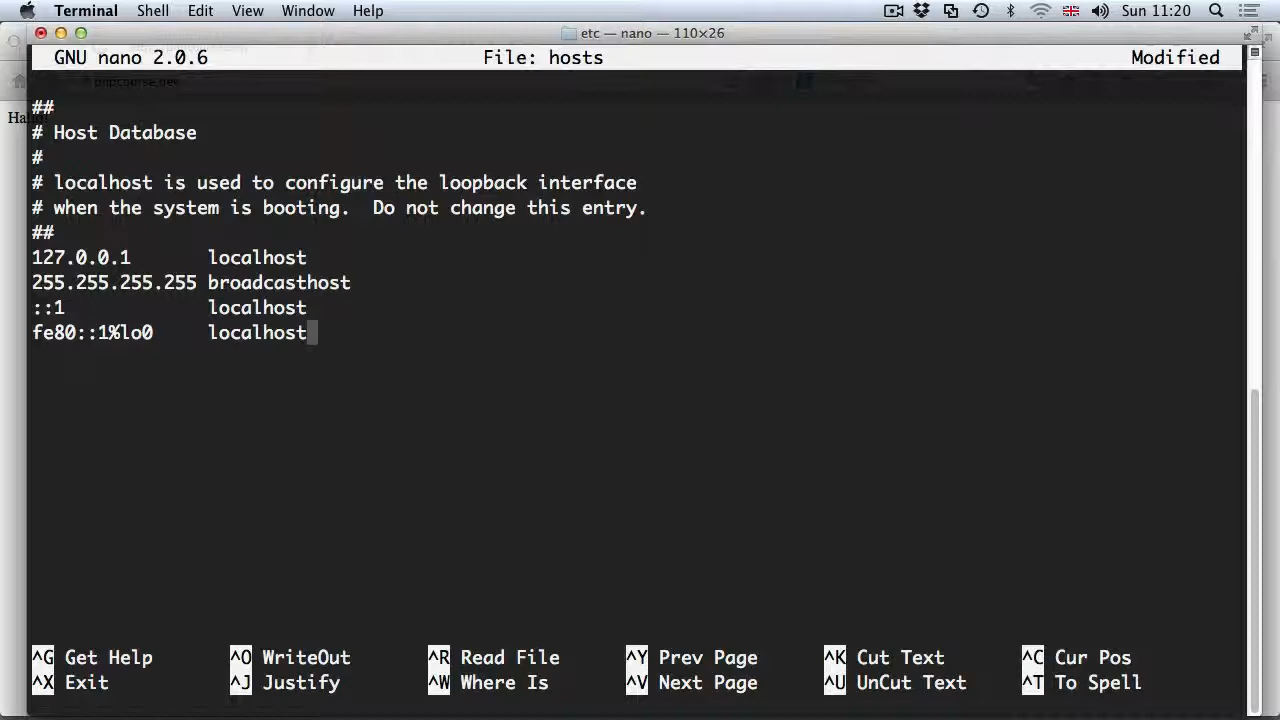 Terminal Shell Edit View Window Help Sun 11:20
etc — nano — 110×26
GNU nano 2.0.6 File: hosts Modified
phpcourse.dev
##
# Host Database
#
# localhost is used to configure the loopback interface
# when the system is booting.  Do not change this entry.
##
127.0.0.1 localhost
255.255.255.255 broadcasthost
::1 localhost
fe80::1%lo0 localhost
^G Get Help ^O WriteOut ^R Read File ^Y Prev Page ^K Cut Text ^C Cur Pos
^X Exit ^J Justify ^W Where Is ^V Next Page ^U UnCut Text ^T To Spell